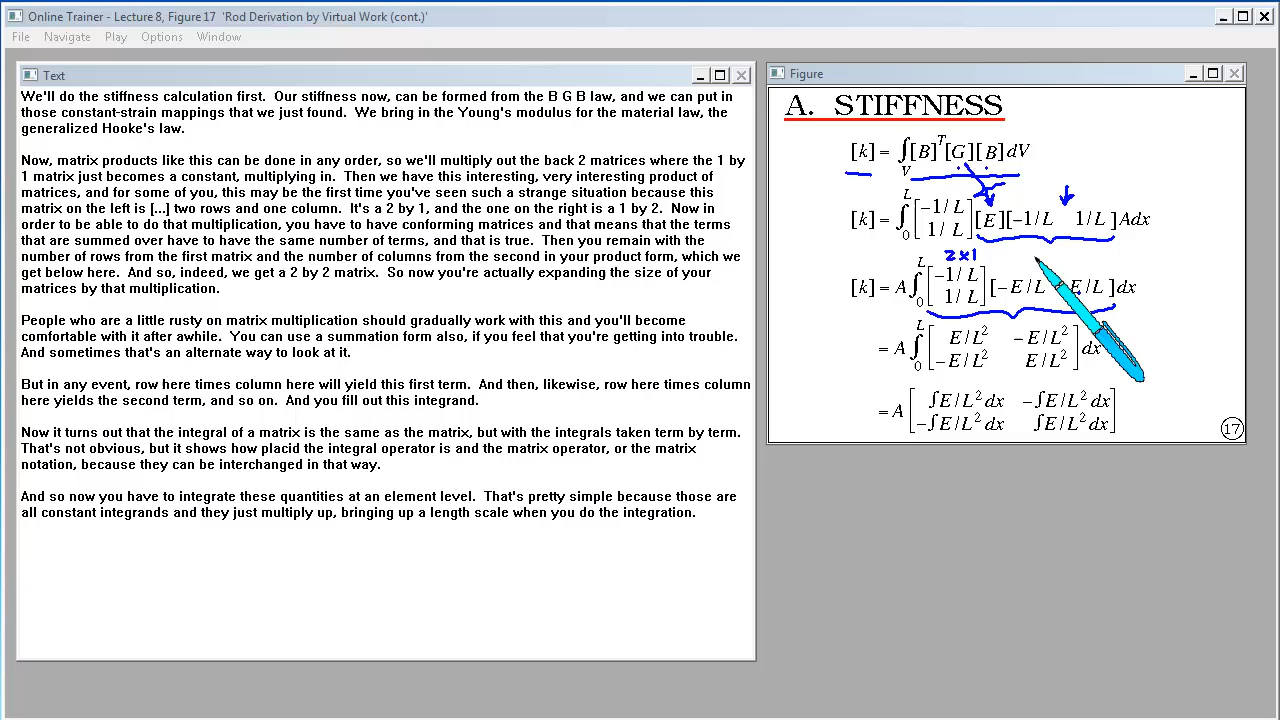 Online Trainer - Lecture 8, Figure 17 'Rod Derivation by Virtual Work (cont.)'
File Navigate Play Options Window
Text
We'll do the stiffness calculation first. Our stiffness now, can be formed from the B G B law, and we can put in
those constant-strain mappings that we just found. We bring in the Young's modulus for the material law, the
generalized Hooke's law.
Now, matrix products like this can be done in any order, so we'll multiply out the back 2 matrices where the 1 by
1 matrix just becomes a constant, multiplying in. Then we have this interesting, very interesting product of
matrices, and for some of you, this may be the first time you've seen such a strange situation because this
matrix on the left is [...] two rows and one column. It's a 2 by 1, and the one on the right is a 1 by 2. Now in
order to be able to do that multiplication, you have to have conforming matrices and that means that the terms
that are summed over have to have the same number of terms, and that is true. Then you remain with the
number of rows from the first matrix and the number of columns from the second in your product form, which we
get below here. And so, indeed, we get a 2 by 2 matrix. So now you're actually expanding the size of your
matrices by that multiplication.
People who are a little rusty on matrix multiplication should gradually work with this and you'll become
comfortable with it after awhile. You can use a summation form also, if you feel that you're getting into trouble.
And sometimes that's an alternate way to look at it.
But in any event, row here times column here will yield this first term. And then, likewise, row here times column
here yields the second term, and so on. And you fill out this integrand.
Now it turns out that the integral of a matrix is the same as the matrix, but with the integrals taken term by term.
That's not obvious, but it shows how placid the integral operator is and the matrix operator, or the matrix
notation, because they can be interchanged in that way.
And so now you have to integrate these quantities at an element level. That's pretty simple because those are
all constant integrands and they just multiply up, bringing up a length scale when you do the integration.
Figure
A. STIFFNESS
[k] = ∫V [B]^T [G][B] dV
[k] = ∫0^L [-1/L 1/L] [E][-1/L 1/L] Adx
2x1
[k] = A ∫0^L [-1/L 1/L] [-E/L E/L] dx
= A ∫0^L [E/L² -E/L² -E/L² E/L²] dx
= A [∫E/L² dx -∫E/L² dx -∫E/L² dx ∫E/L² dx]
17